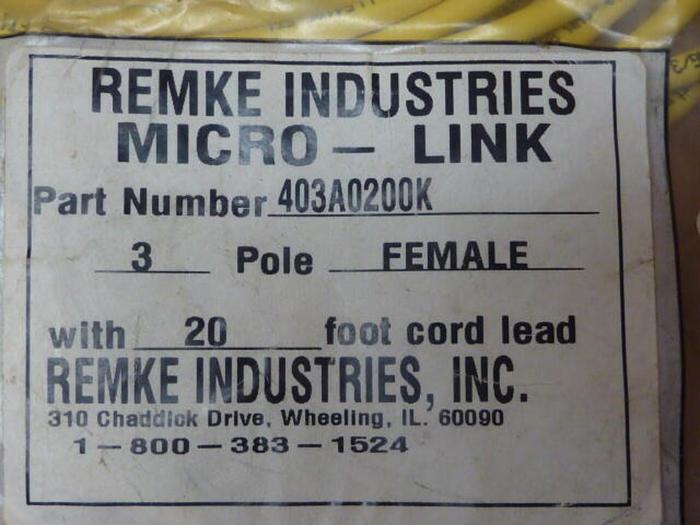 REMKE INDUSTRIES
MICRO – LINK
Part Number 403A0200K
3 Pole FEMALE
with 20 foot cord lead
REMKE INDUSTRIES, INC.
310 Chaddick Drive, Wheeling, IL. 60090
1–800–383–1524